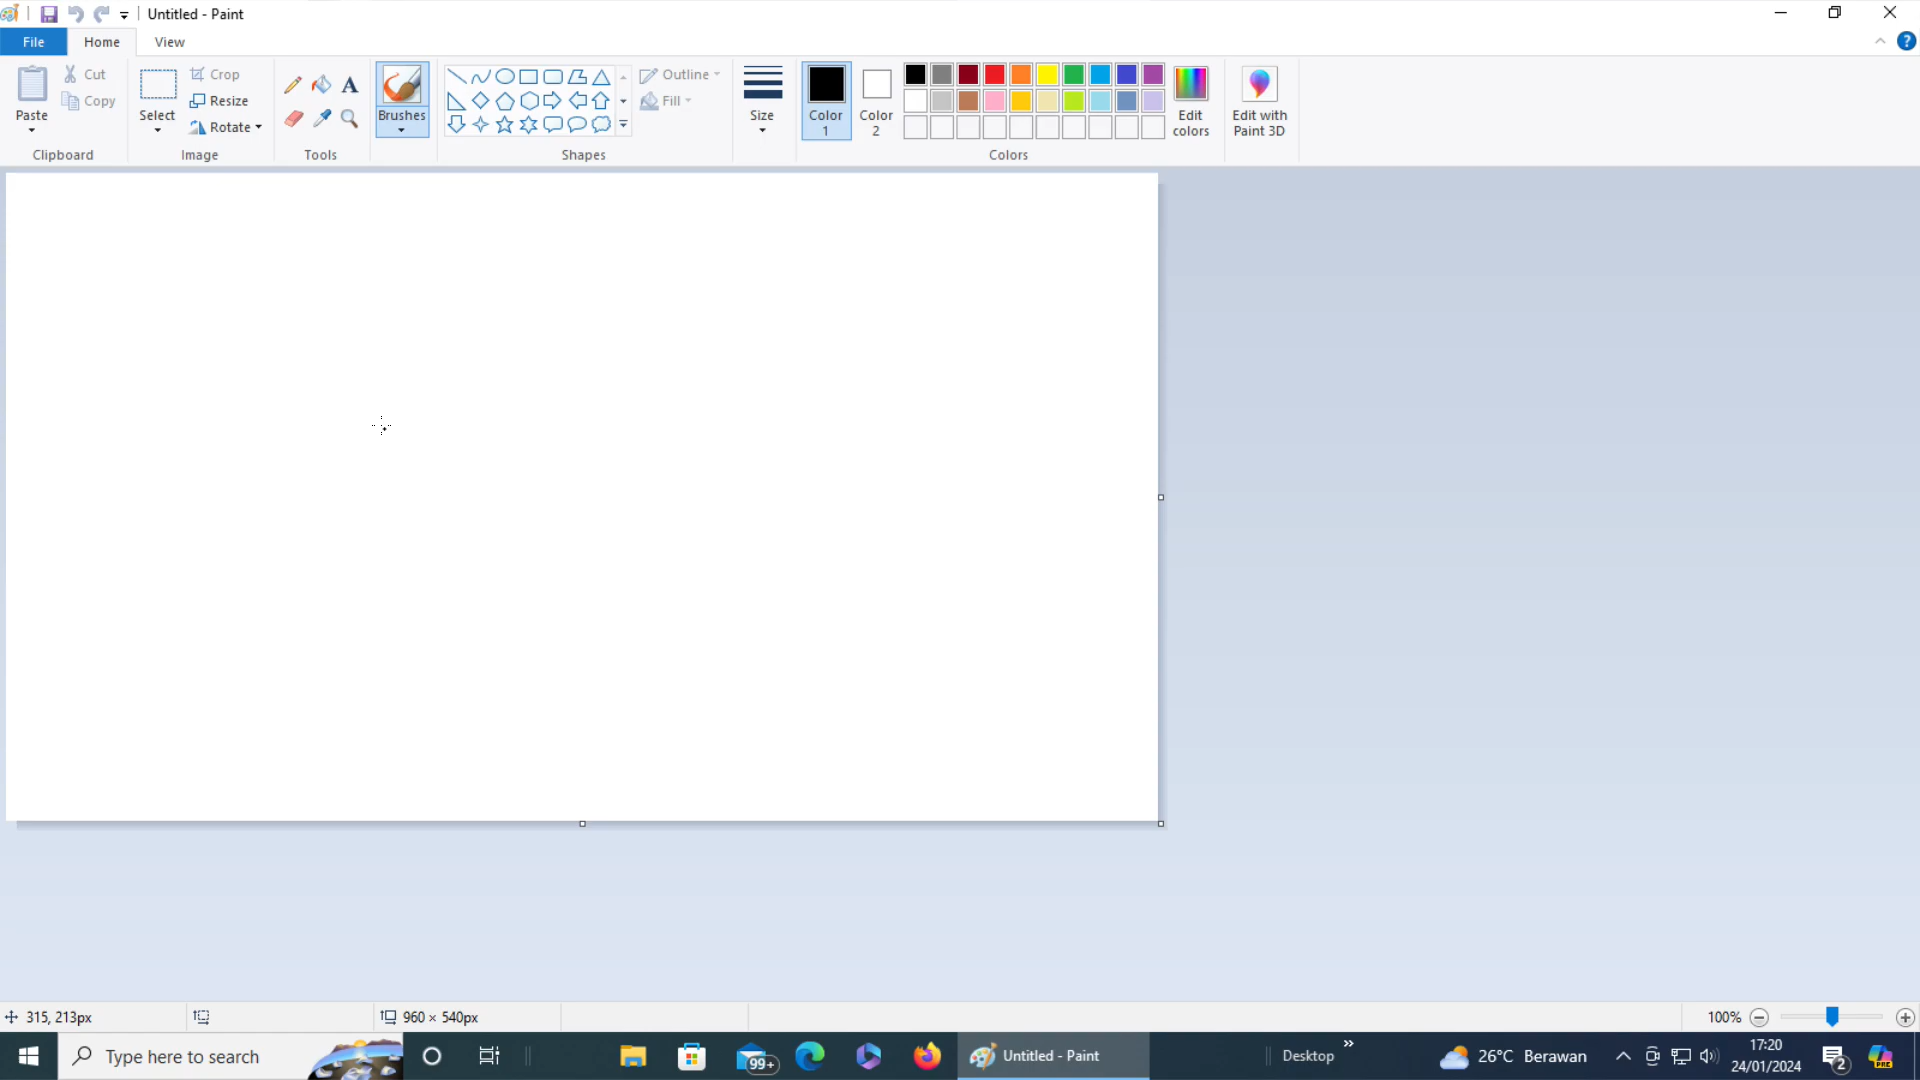 Untitled - Paint
File Home View
Paste
Cut
Copy
Clipboard
Select
Crop
Resize
Rotate
Image
A
Tools
Brushes
Outline
Fill
Shapes
Size
Color 1
Color 2
Edit colors
Colors
Edit with Paint 3D
315, 213px
960 × 540px
100%
Type here to search
99+
Untitled - Paint
Desktop
26°C Berawan
17:20
24/01/2024
2
PRE